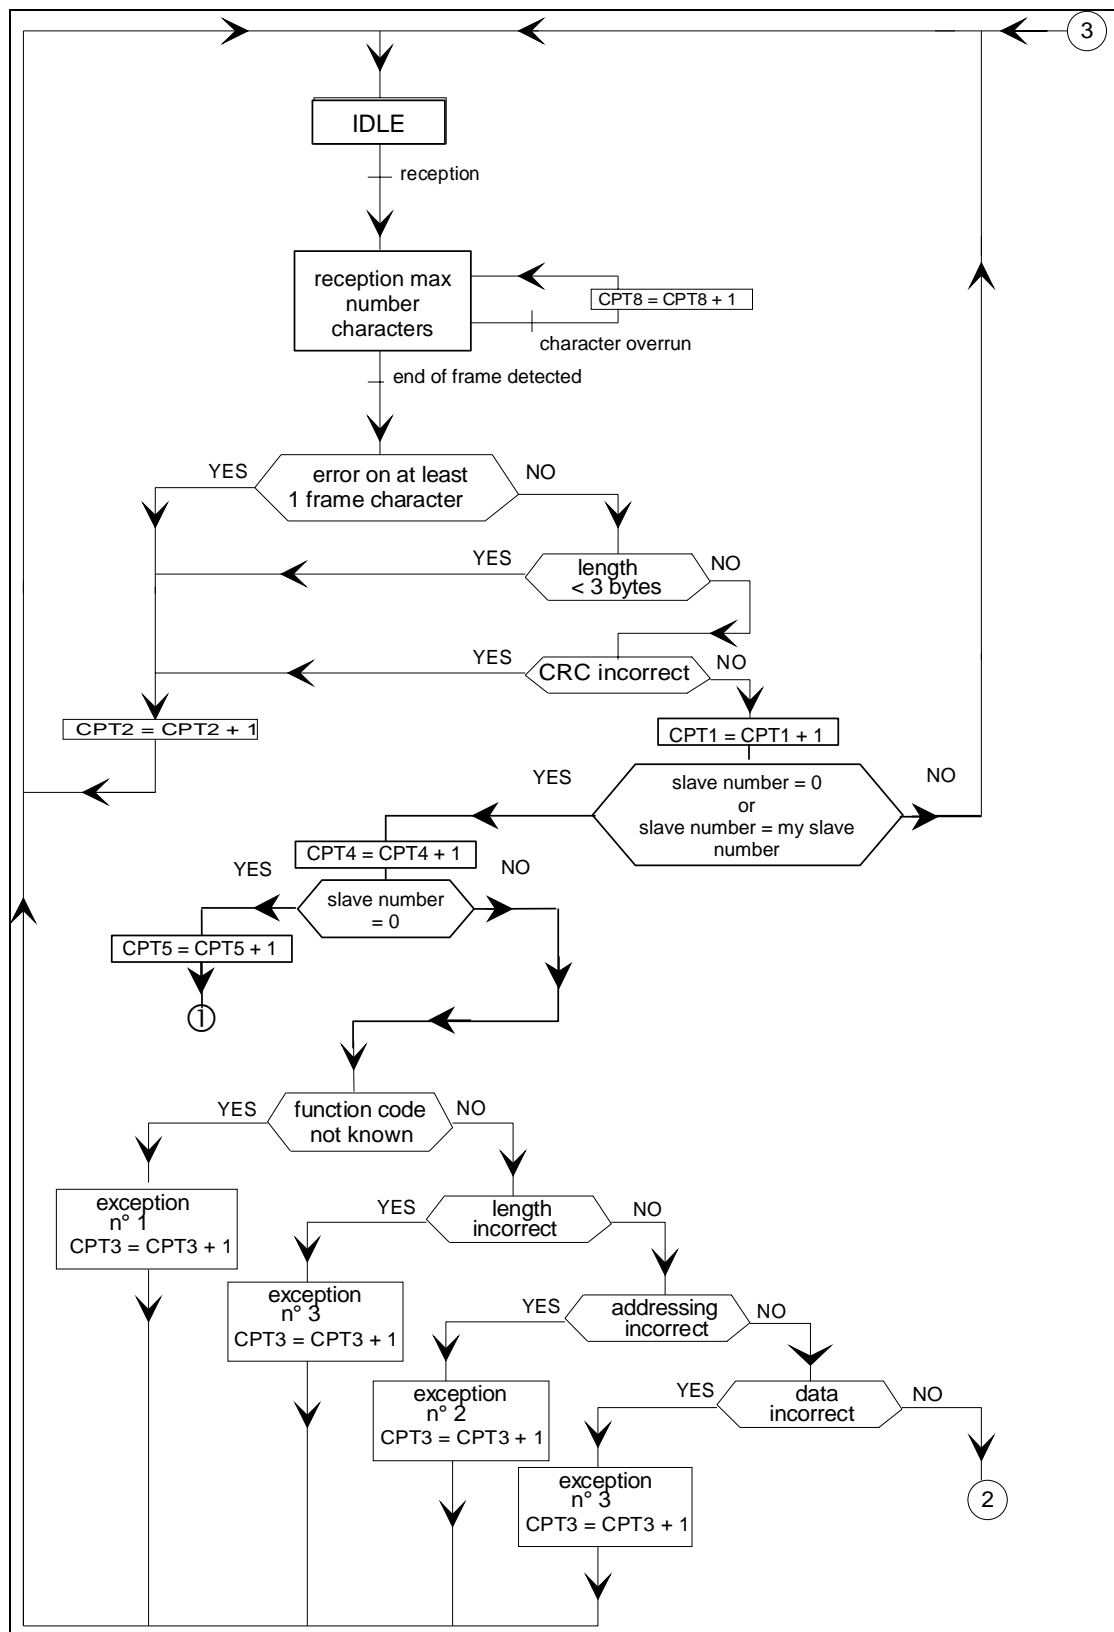 3
IDLE
reception
reception max
number
characters
CPT8 = CPT8 + 1
character overrun
end of frame detected
YES
error on at least
1 frame character
NO
YES
length
< 3 bytes
NO
YES
CRC incorrect
NO
CPT2 = CPT2 + 1
CPT1 = CPT1 + 1
YES
slave number = 0
or
slave number = my slave
number
NO
CPT4 = CPT4 + 1
YES
slave number
= 0
NO
CPT5 = CPT5 + 1
1
YES
function code
not known
NO
exception
n° 1
CPT3 = CPT3 + 1
YES
length
incorrect
NO
exception
n° 3
CPT3 = CPT3 + 1
YES
addressing
incorrect
NO
exception
n° 2
CPT3 = CPT3 + 1
YES
data
incorrect
NO
exception
n° 3
CPT3 = CPT3 + 1
2